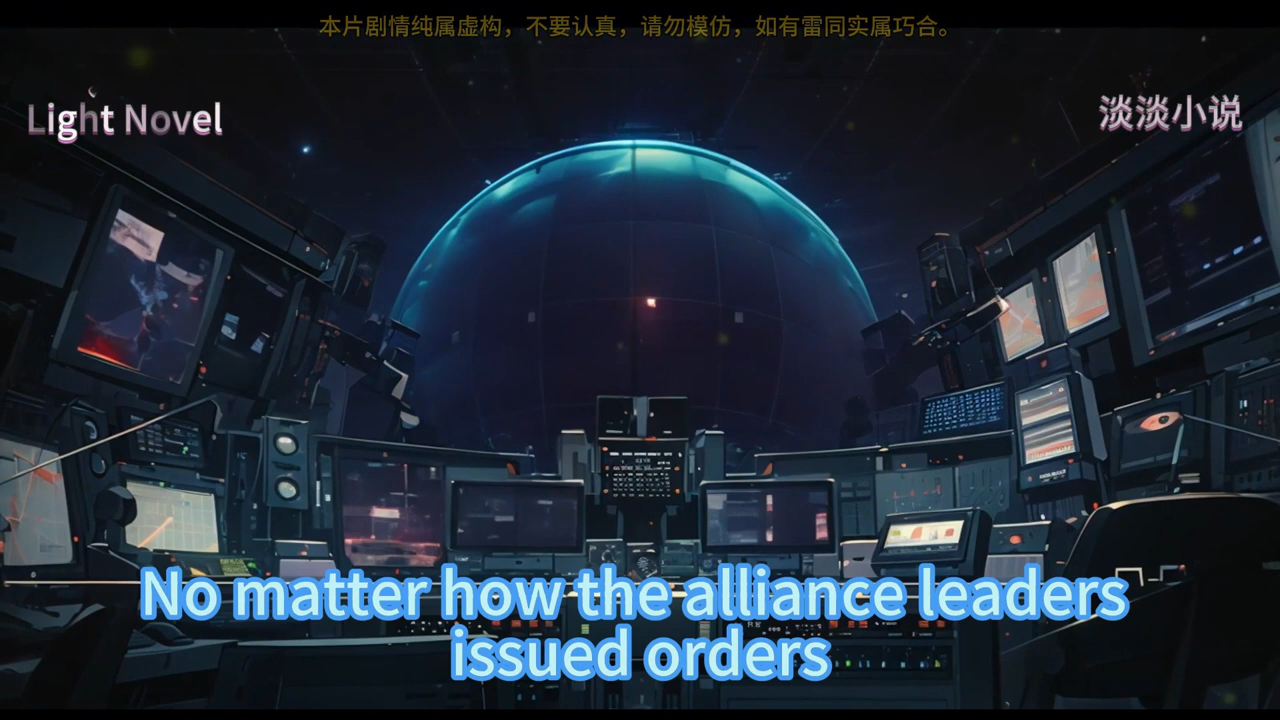 本片剧情纯属虚构，不要认真，请勿模仿，如有雷同实属巧合。
Light Novel
淡淡小说
No matter how the alliance leaders
issued orders